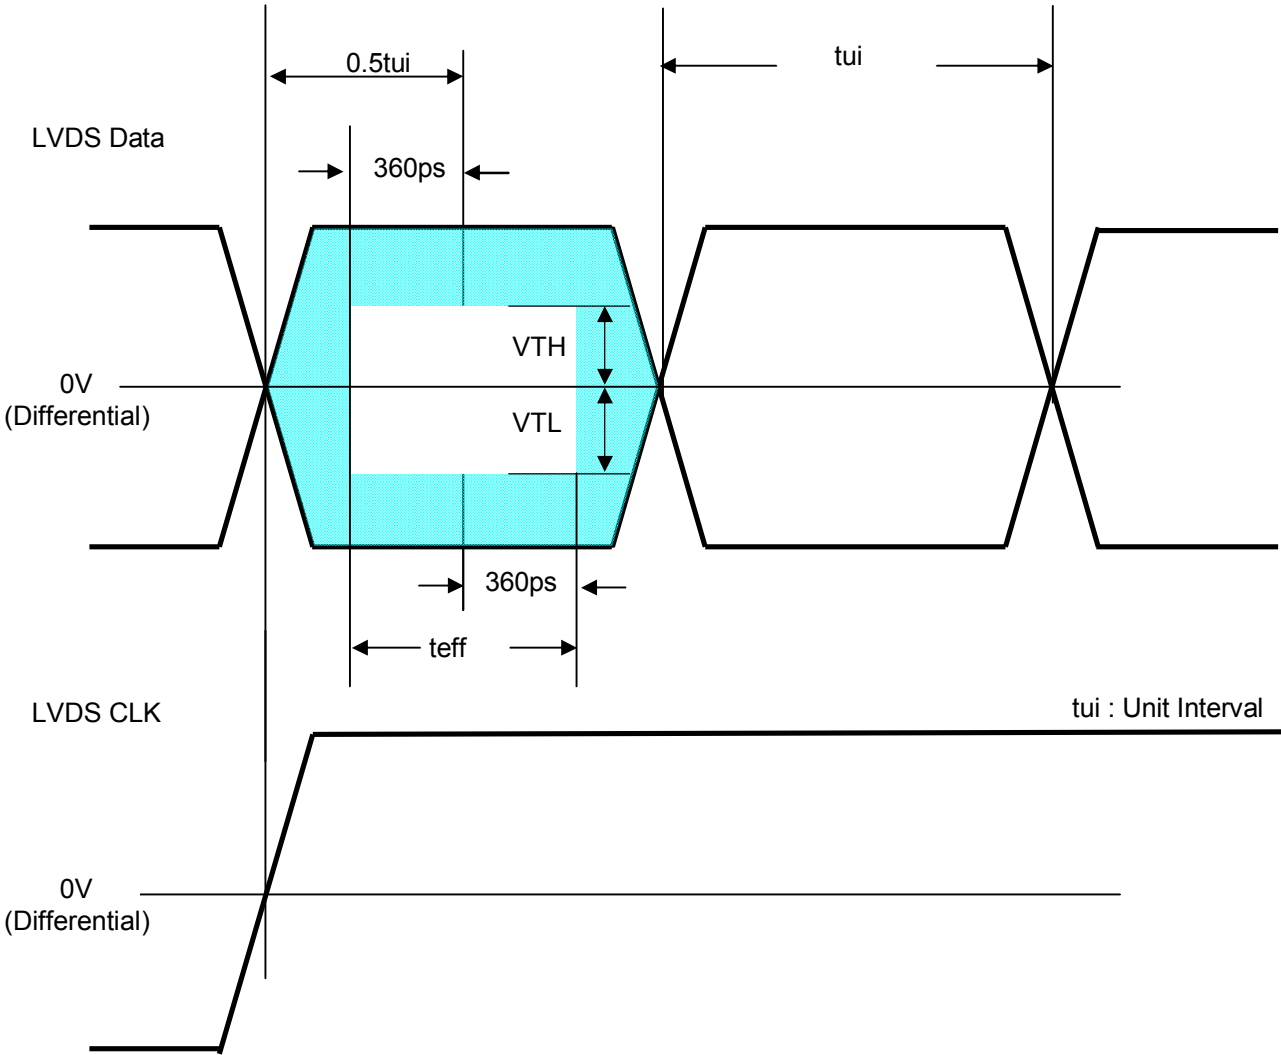 0.5tui
tui
LVDS Data
360ps
VTH
0V
(Differential)
VTL
360ps
teff
LVDS CLK
tui : Unit Interval
0V
(Differential)